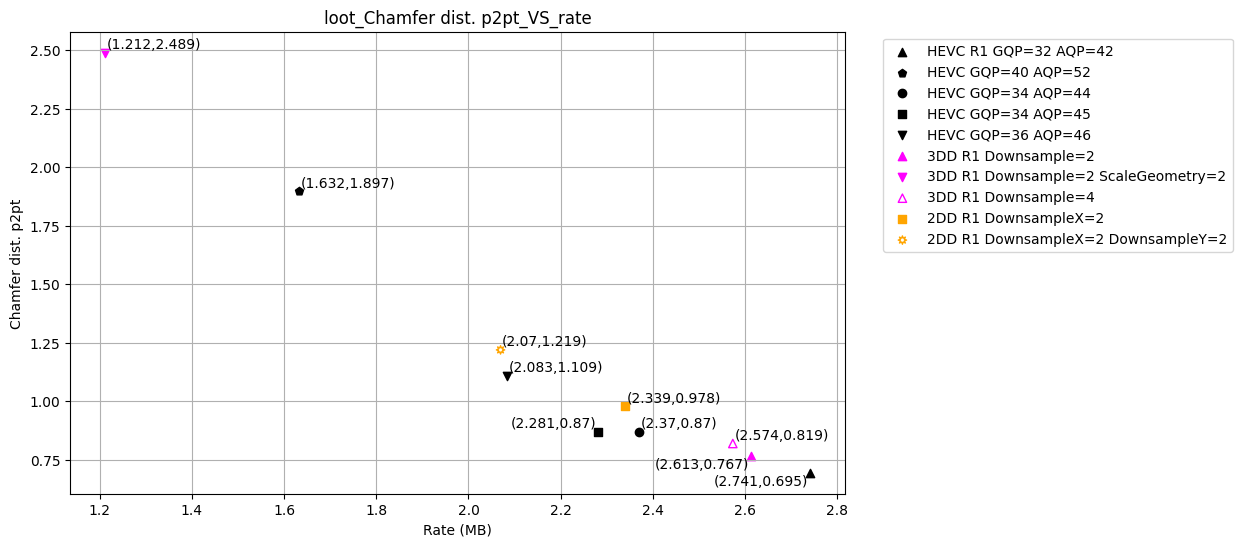 loot_Chamfer dist. p2pt_VS_rate
HEVC R1 GQP=32 AQP=42
HEVC GQP=40 AQP=52
HEVC GQP=34 AQP=44
HEVC GQP=34 AQP=45
HEVC GQP=36 AQP=46
3DD R1 Downsample=2
3DD R1 Downsample=2 ScaleGeometry=2
3DD R1 Downsample=4
2DD R1 DownsampleX=2
2DD R1 DownsampleX=2 DownsampleY=2
Chamfer dist. p2pt
2.50
2.25
2.00
1.75
1.50
1.25
1.00
0.75
(1.212,2.489)
(1.632,1.897)
(2.07,1.219)
(2.083,1.109)
(2.339,0.978)
(2.281,0.87)
(2.37,0.87)
(2.574,0.819)
(2.613,0.767)
(2.741,0.695)
1.2
1.4
1.6
1.8
2.0
2.2
2.4
2.6
2.8
Rate (MB)